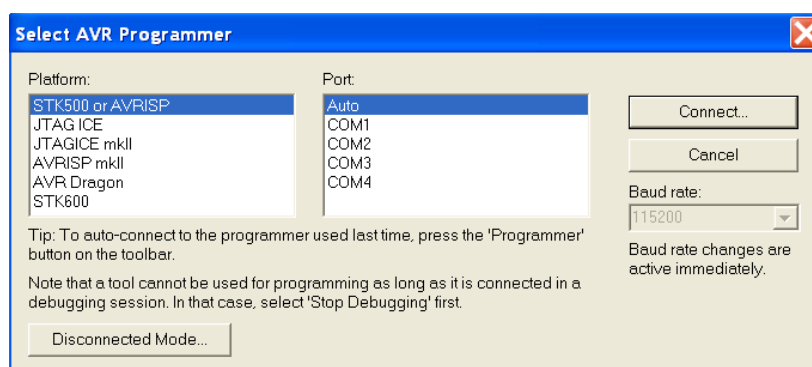 Select AVR Programmer
Platform:
STK500 or AVRISP
JTAG ICE
JTAGICE mkII
AVRISP mkII
AVR Dragon
STK600
Port:
Auto
COM1
COM2
COM3
COM4
Connect...
Cancel
Baud rate:
115200
Baud rate changes are
active immediately.
Tip: To auto-connect to the programmer used last time, press the 'Programmer'
button on the toolbar.
Note that a tool cannot be used for programming as long as it is connected in a
debugging session. In that case, select 'Stop Debugging' first.
Disconnected Mode...